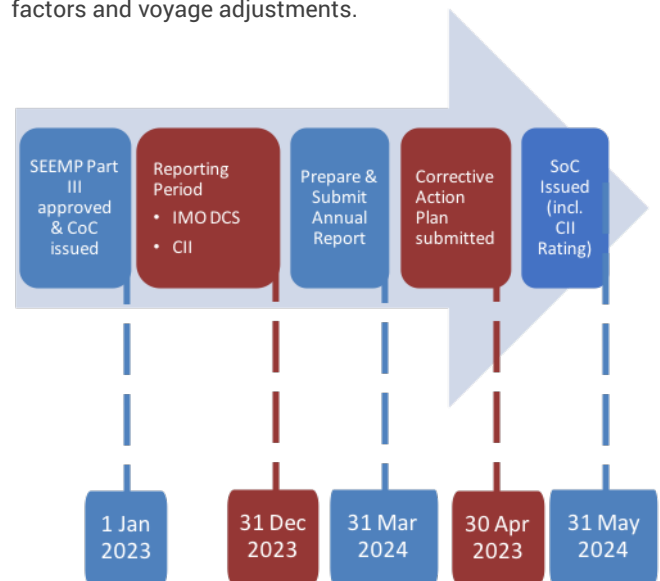 factors and voyage adjustments.
SEEMP Part
III
approved
& CoC
issued
Reporting
Period
• IMO DCS
• CII
Prepare &
Submit
Annual
Report
Corrective
Action
Plan
submitted
SoC
Issued
(incl.
CII
Rating)
1 Jan
2023
31 Dec
2023
31 Mar
2024
30 Apr
2023
31 May
2024